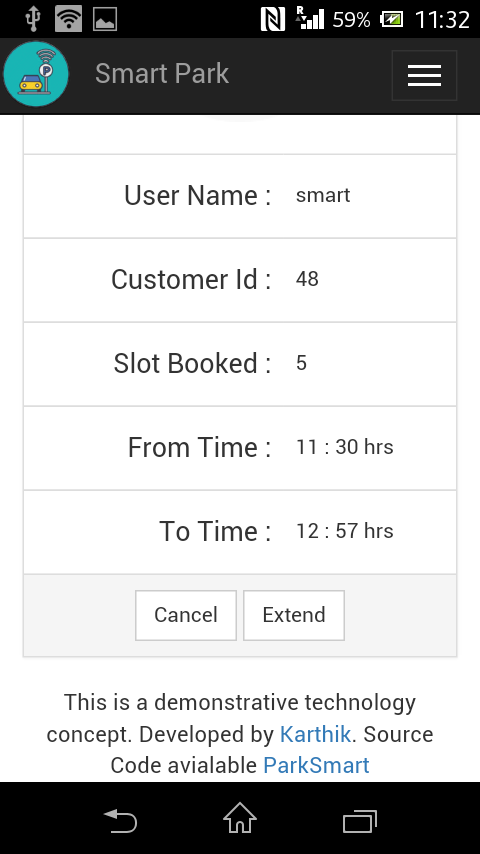 R 59% 11:32
P Smart Park
User Name : smart
Customer Id : 48
Slot Booked : 5
From Time : 11 : 30 hrs
To Time : 12 : 57 hrs
Cancel Extend
This is a demonstrative technology
concept. Developed by Karthik. Source
Code avialable ParkSmart